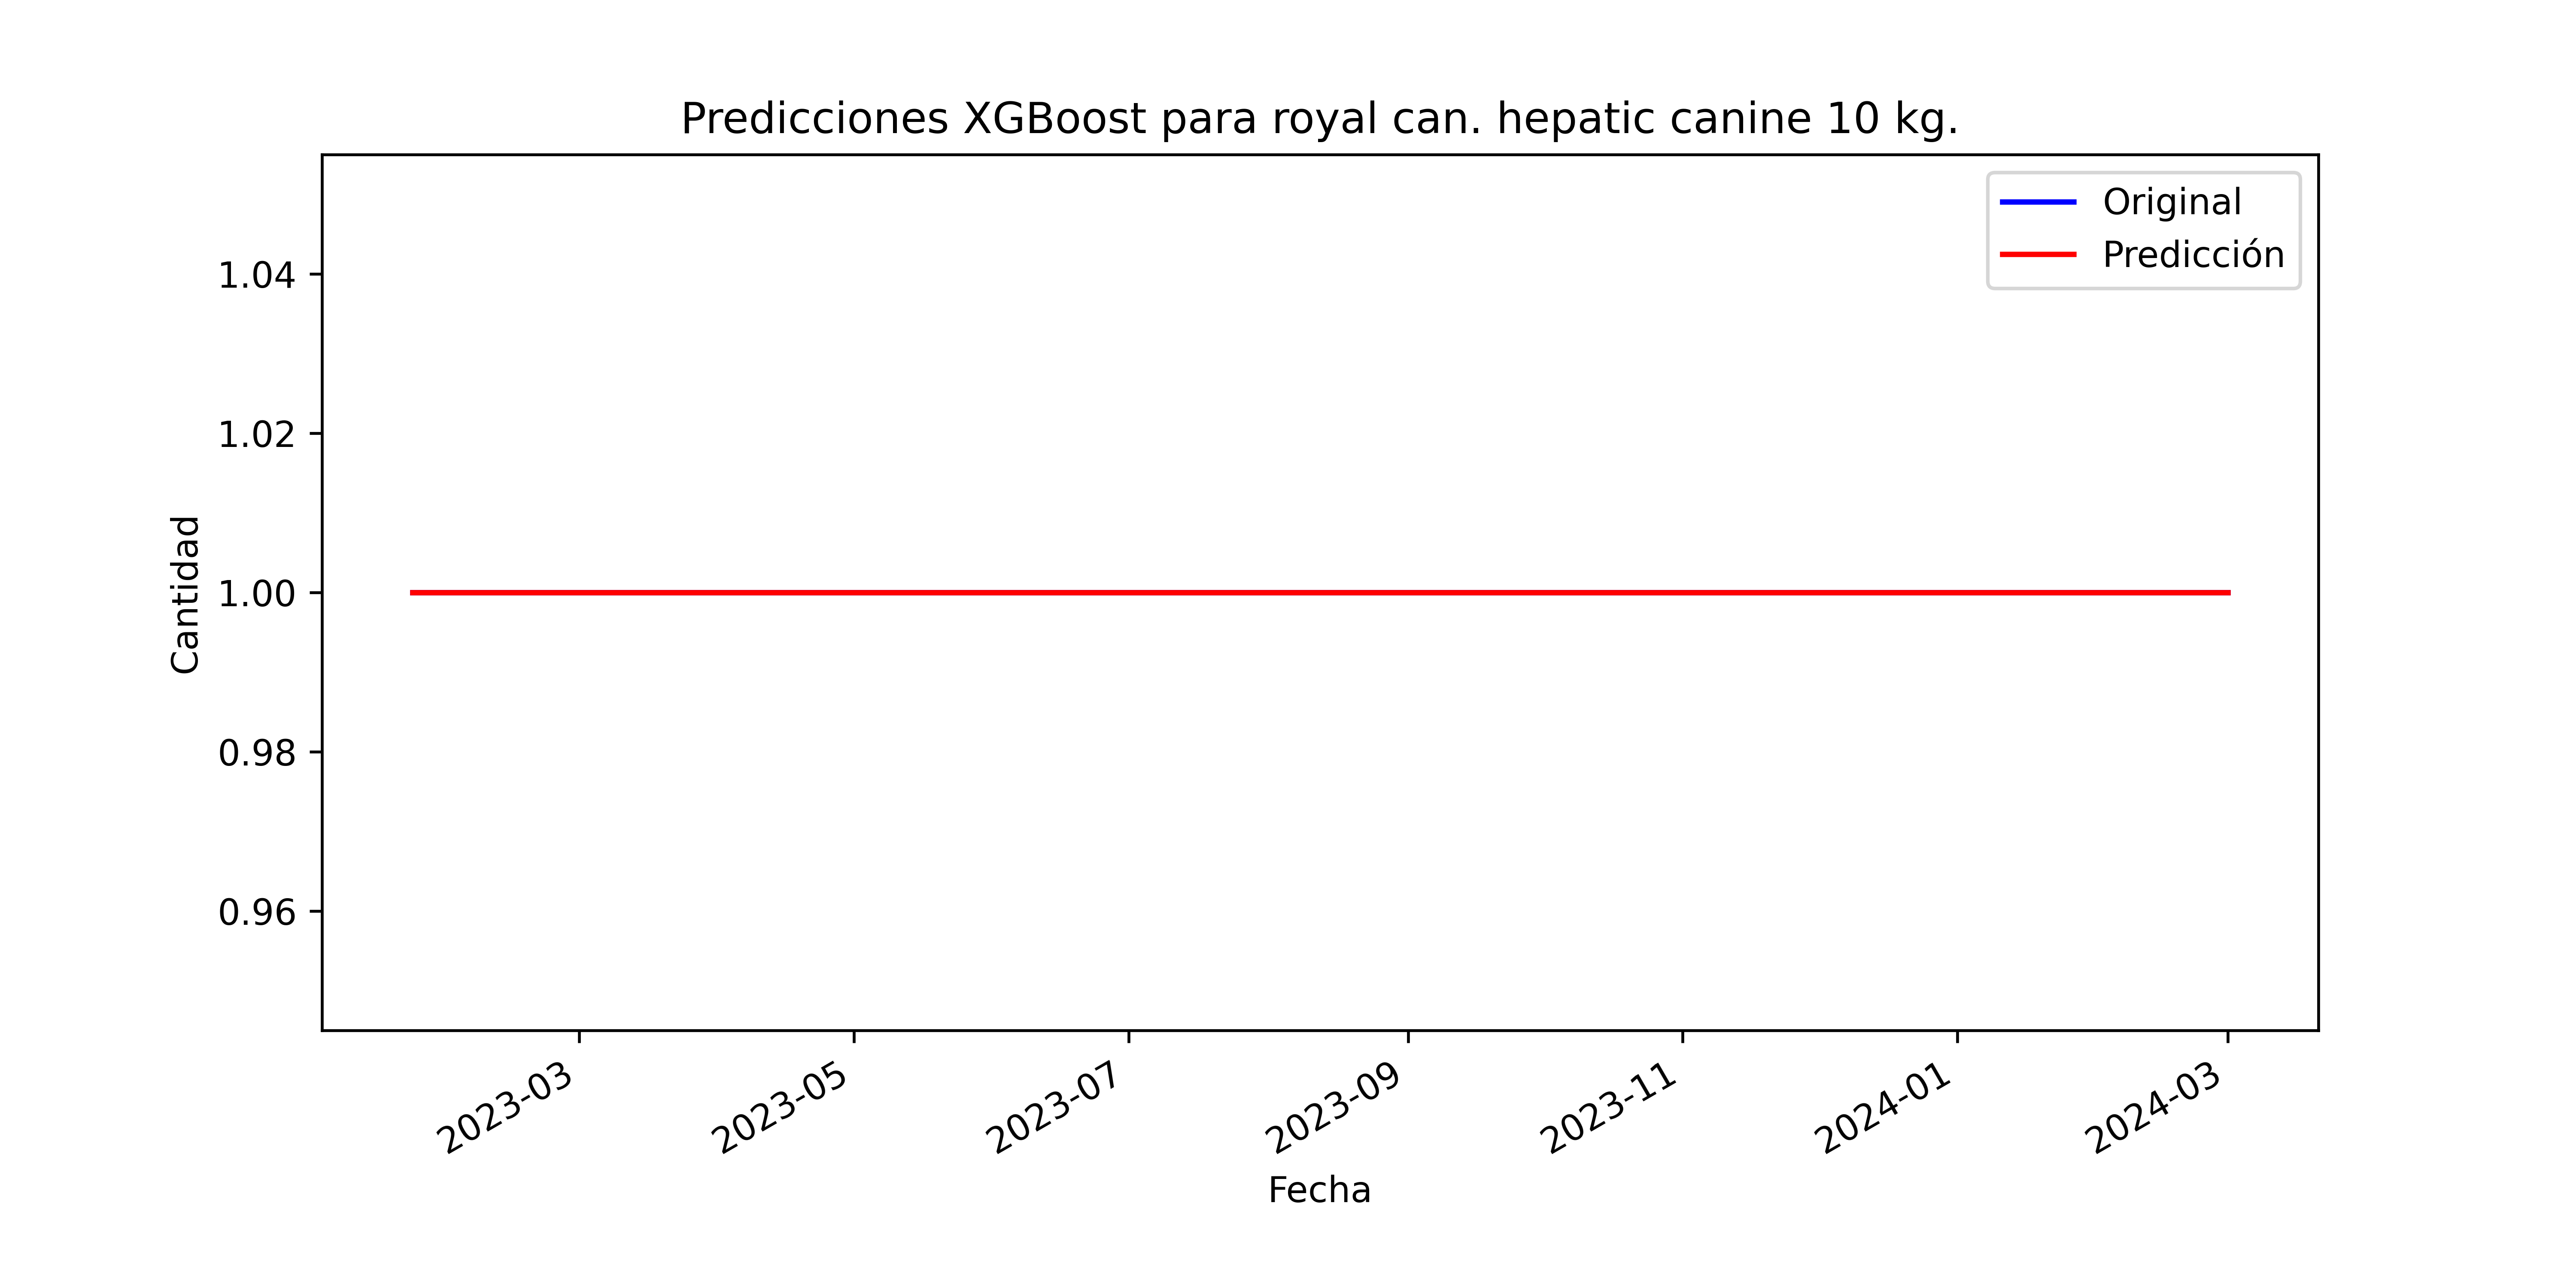 Predicciones XGBoost para royal can. hepatic canine 10 kg.
Original
Predicción
1.04
1.02
1.00
0.98
0.96
Cantidad
2023-03
2023-05
2023-07
2023-09
2023-11
2024-01
2024-03
Fecha